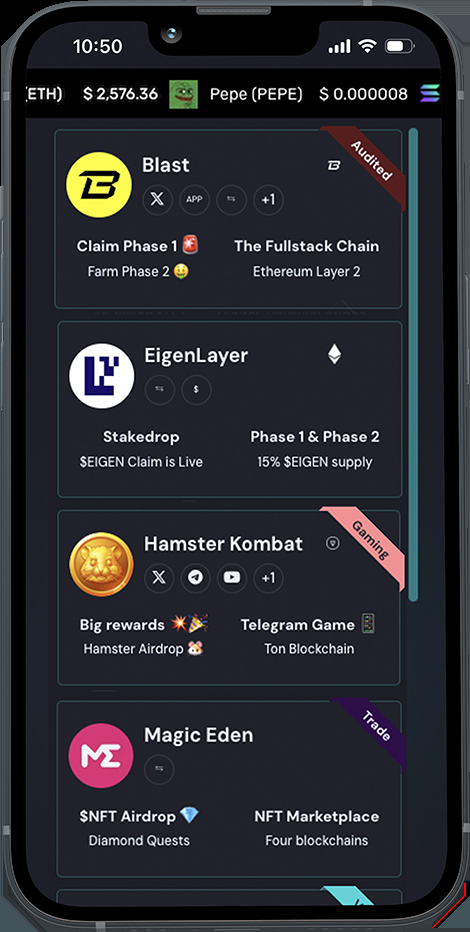 10:50
(ETH) $ 2,576.36 Pepe (PEPE) $ 0.000008
Audited
Blast
APP +1
Claim Phase 1 🚨 The Fullstack Chain
Farm Phase 2 🤑 Ethereum Layer 2
EigenLayer
$
Stakedrop Phase 1 & Phase 2
$EIGEN Claim is Live 15% $EIGEN supply
Gaming
Hamster Kombat
+1
Big rewards 💥🎉 Telegram Game 📱
Hamster Airdrop 🐹 Ton Blockchain
Trade
Magic Eden
ME
$NFT Airdrop 💎 NFT Marketplace
Diamond Quests Four blockchains